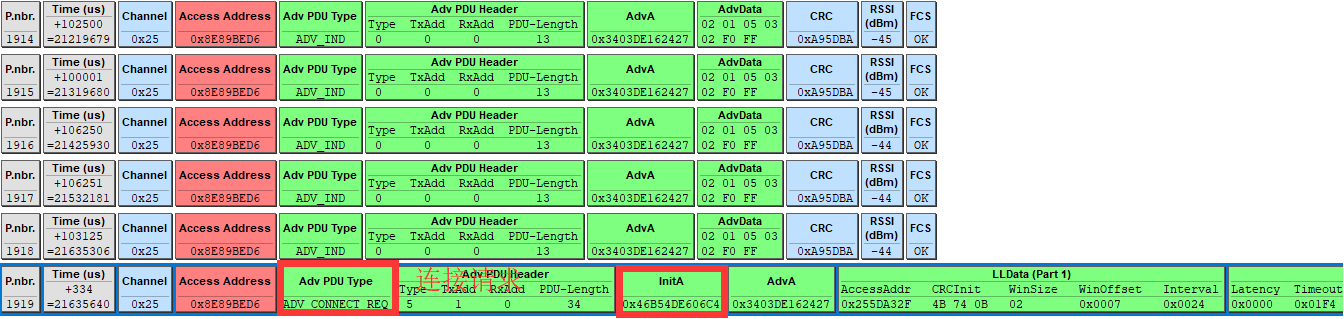 P.nbr. Time (us) Channel Access Address Adv PDU Type Adv PDU Header AdvA AdvData CRC RSSI (dBm) FCS
+102500 Type TxAdd RxAdd PDU-Length 02 01 05 03
1914 =21219679 0x25 0x8E89BED6 ADV_IND 0 0 0 13 0x3403DE162427 02 F0 FF 0xA95DBA -45 OK
P.nbr. Time (us) Channel Access Address Adv PDU Type Adv PDU Header AdvA AdvData CRC RSSI (dBm) FCS
+100001 Type TxAdd RxAdd PDU-Length 02 01 05 03
1915 =21319680 0x25 0x8E89BED6 ADV_IND 0 0 0 13 0x3403DE162427 02 F0 FF 0xA95DBA -45 OK
P.nbr. Time (us) Channel Access Address Adv PDU Type Adv PDU Header AdvA AdvData CRC RSSI (dBm) FCS
+106250 Type TxAdd RxAdd PDU-Length 02 01 05 03
1916 =21425930 0x25 0x8E89BED6 ADV_IND 0 0 0 13 0x3403DE162427 02 F0 FF 0xA95DBA -44 OK
P.nbr. Time (us) Channel Access Address Adv PDU Type Adv PDU Header AdvA AdvData CRC RSSI (dBm) FCS
+106251 Type TxAdd RxAdd PDU-Length 02 01 05 03
1917 =21532181 0x25 0x8E89BED6 ADV_IND 0 0 0 13 0x3403DE162427 02 F0 FF 0xA95DBA -44 OK
P.nbr. Time (us) Channel Access Address Adv PDU Type Adv PDU Header AdvA AdvData CRC RSSI (dBm) FCS
+103125 Type TxAdd RxAdd PDU-Length 02 01 05 03
1918 =21635306 0x25 0x8E89BED6 ADV_IND 0 0 0 13 0x3403DE162427 02 F0 FF 0xA95DBA -44 OK
P.nbr. Time (us) Channel Access Address Adv PDU Type 连接请求 Adv PDU Header InitA AdvA LLData (Part 1)
+334 Type TxAdd RxAdd PDU-Length AccessAddr CRCInit WinSize WinOffset Interval Latency Timeout
1919 =21635640 0x25 0x8E89BED6 ADV_CONNECT_REQ 5 1 0 34 0x46B54DE606C4 0x3403DE162427 0x255DA32F 4B 74 0B 02 0x0007 0x0024 0x0000 0x01F4